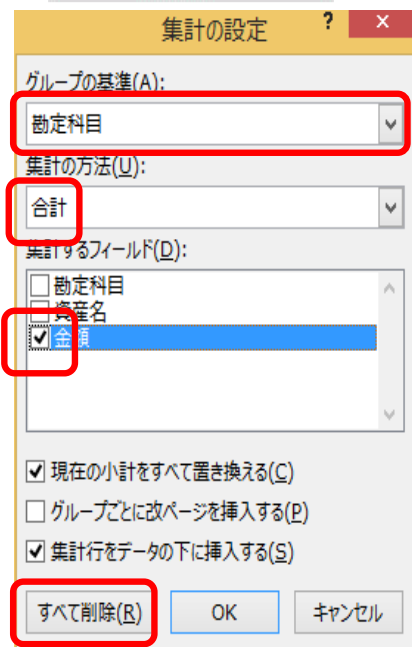 集計の設定 ? ×
グループの基準(A):
勘定科目
集計の方法(U):
合計
集計するフィールド(D):
勘定科目
資産名
金額
現在の小計をすべて置き換える(C)
グループごとに改ページを挿入する(P)
集計行をデータの下に挿入する(S)
すべて削除(R) OK キャンセル